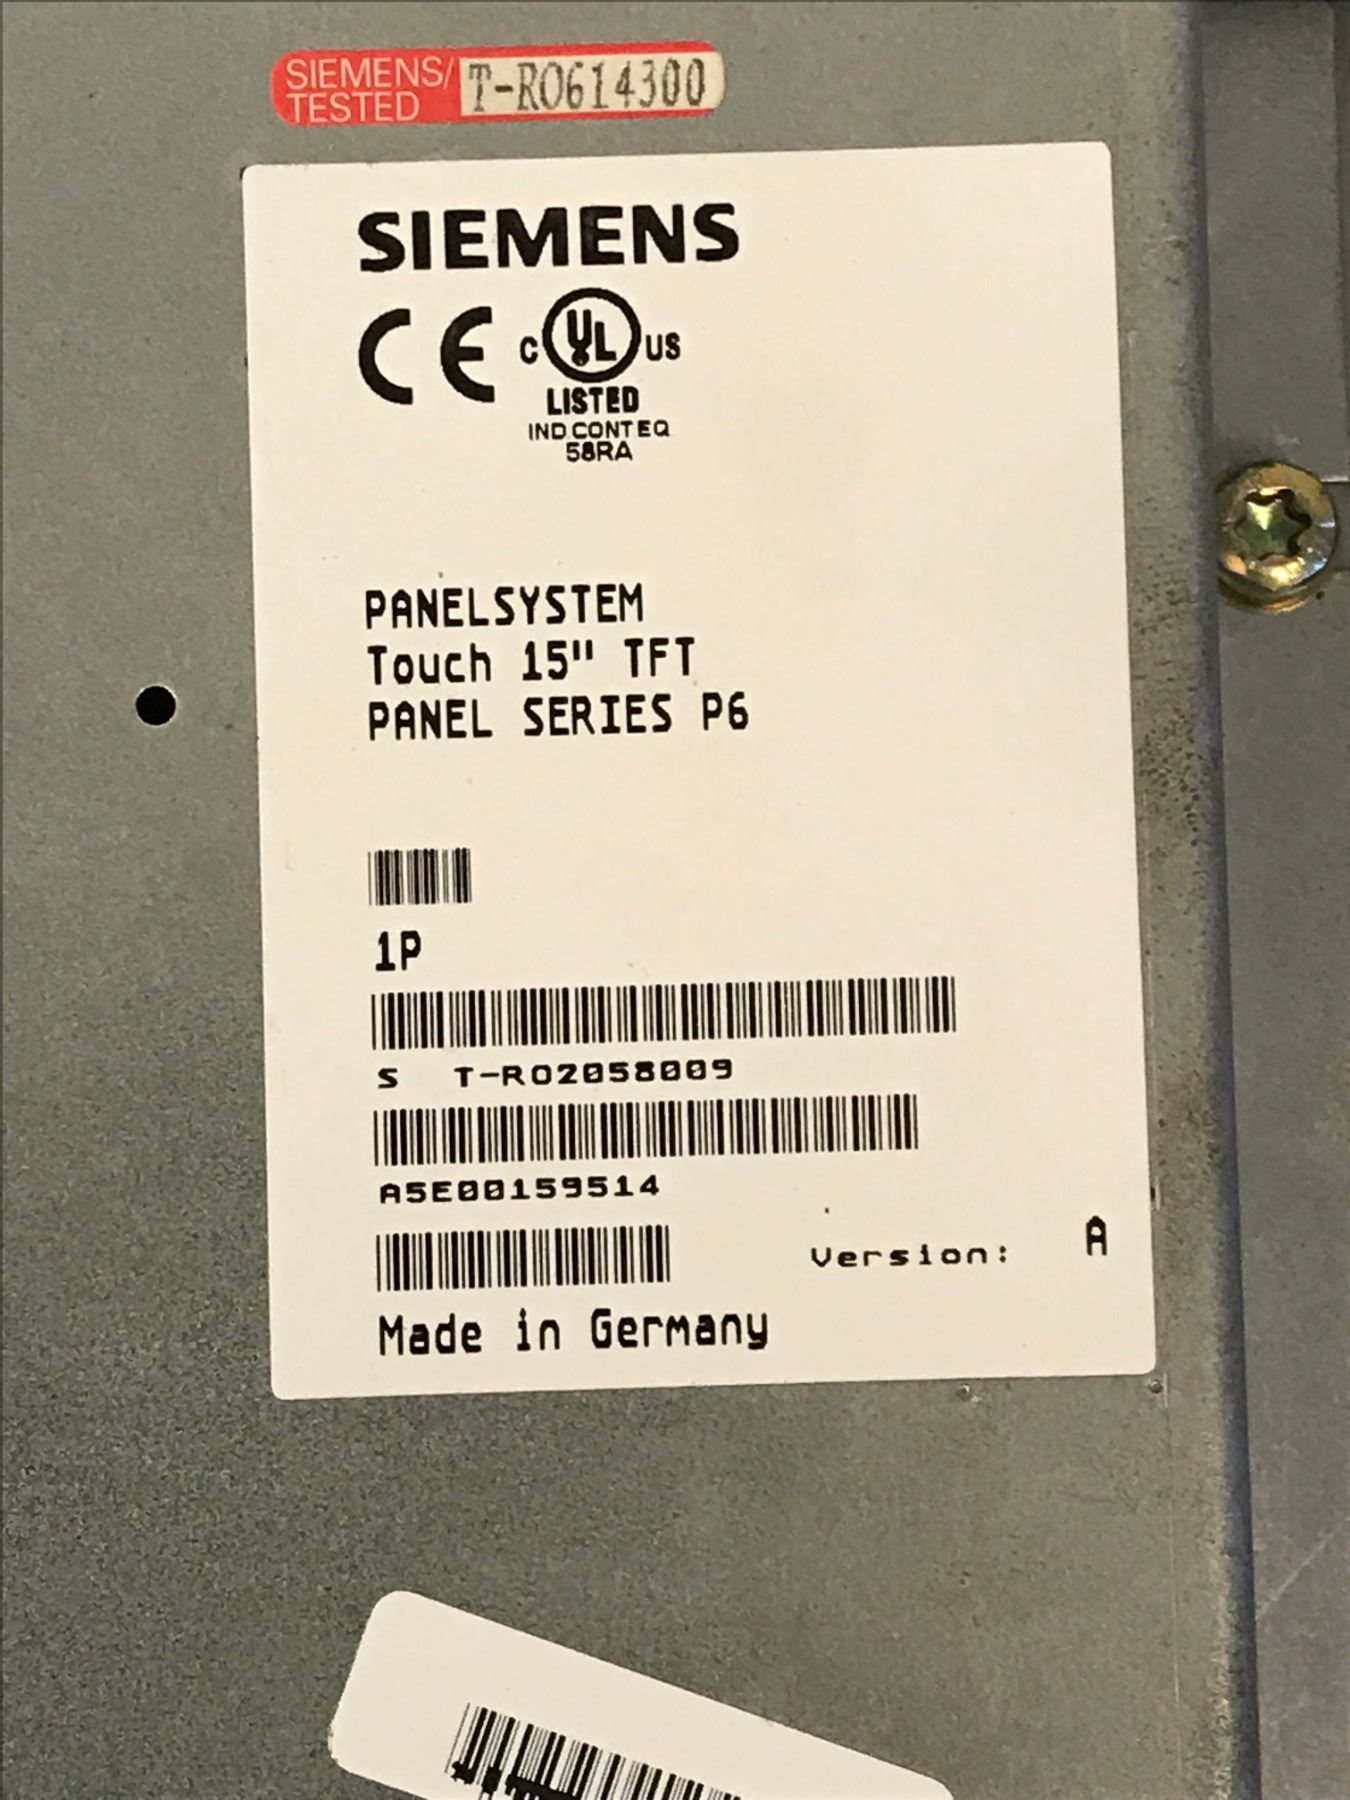 SIEMENS/
TESTED
T-R0614300
SIEMENS
CE
C UL US
LISTED
IND CONT EQ
58RA
PANELSYSTEM
Touch 15" TFT
PANEL SERIES P6
1P
S T-R02058009
A5E00159514
Version: A
Made in Germany